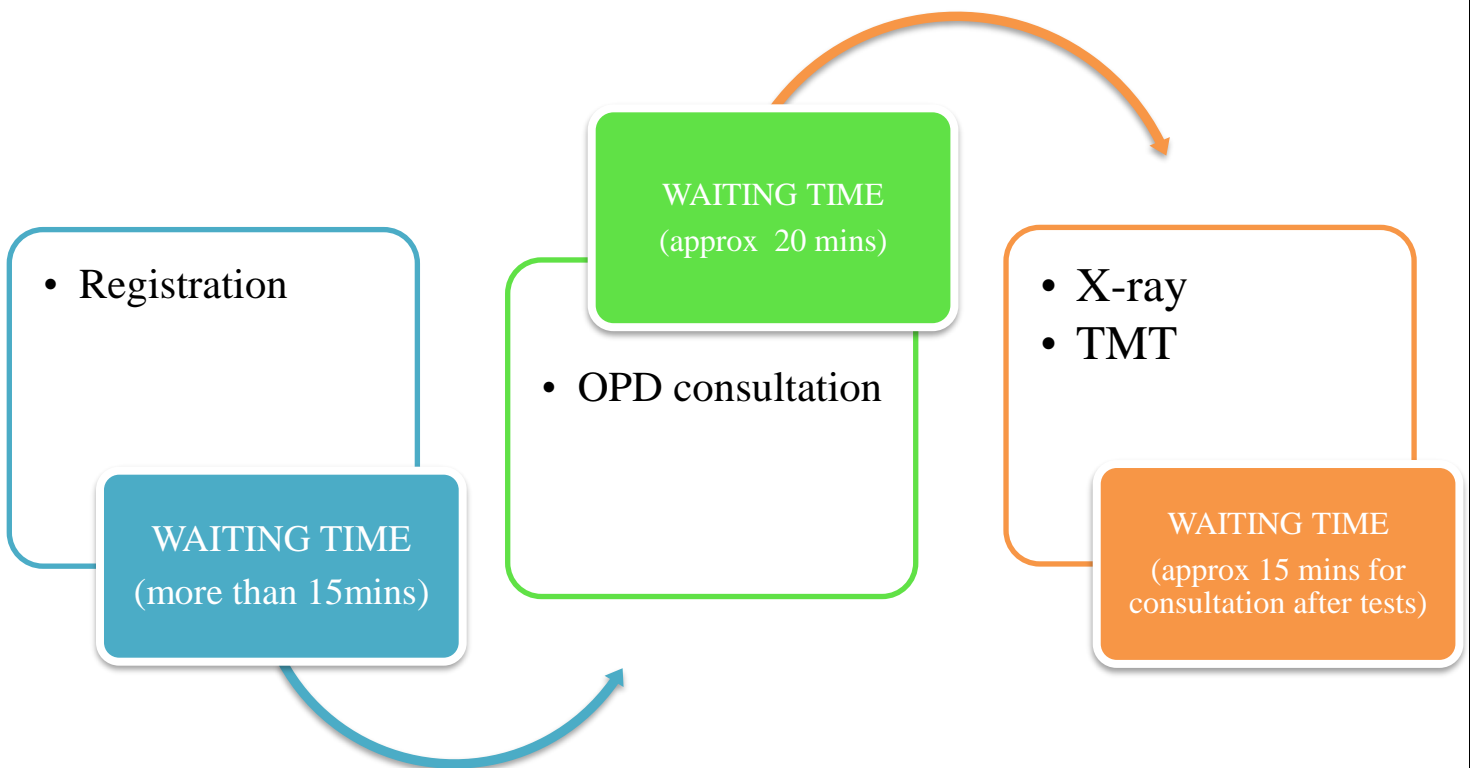 • Registration
WAITING TIME
(more than 15mins)
WAITING TIME
(approx  20 mins)
• OPD consultation
• X-ray
• TMT
WAITING TIME
(approx 15 mins for
consultation after tests)